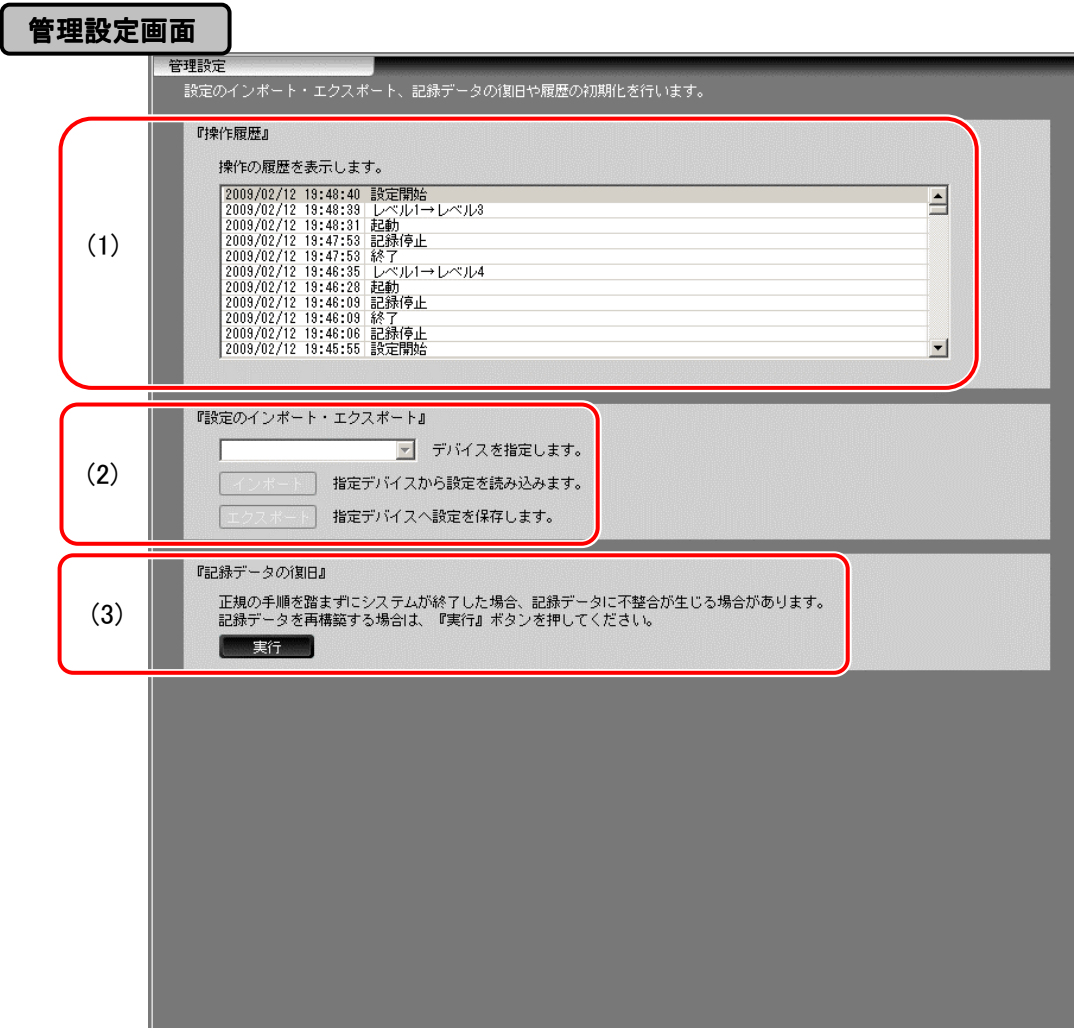 管理設定画面
管理設定
設定のインポート・エクスポート、記録データの復旧や履歴の初期化を行います。
『操作履歴』
操作の履歴を表示します。
(1)
2009/02/12 19:48:40 設定開始
2009/02/12 19:48:39 レベル1→レベル3
2009/02/12 19:48:31 起動
2009/02/12 19:47:53 記録停止
2009/02/12 19:47:53 終了
2009/02/12 19:46:35 レベル1→レベル4
2009/02/12 19:46:28 起動
2009/02/12 19:46:09 記録停止
2009/02/12 19:46:09 終了
2009/02/12 19:46:06 記録停止
2009/02/12 19:45:55 設定開始
(2)
『設定のインポート・エクスポート』
デバイスを指定します。
インポート 指定デバイスから設定を読み込みます。
エクスポート 指定デバイスへ設定を保存します。
(3)
『記録データの復旧』
正規の手順を踏まずにシステムが終了した場合、記録データに不整合が生じる場合があります。
記録データを再構築する場合は、『実行』ボタンを押してください。
実行